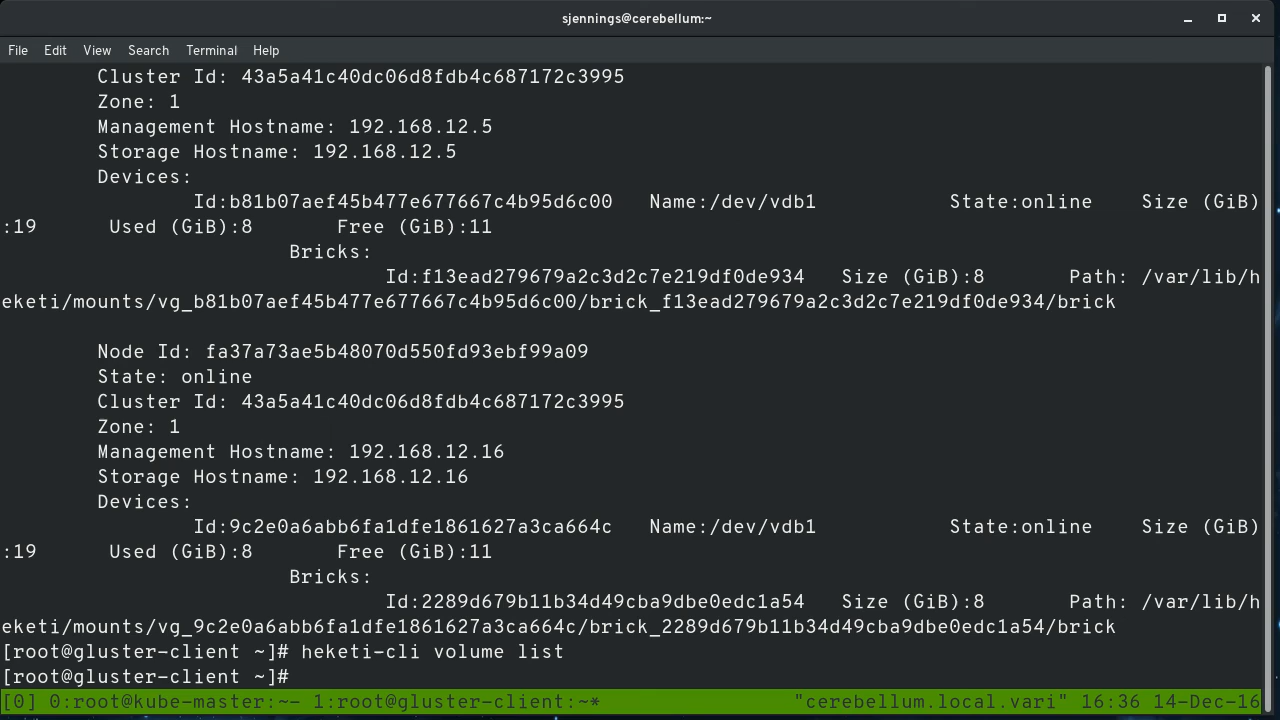 sjennings@cerebellum:~
File Edit View Search Terminal Help
Cluster Id: 43a5a41c40dc06d8fdb4c687172c3995
Zone: 1
Management Hostname: 192.168.12.5
Storage Hostname: 192.168.12.5
Devices:
Id:b81b07aef45b477e677667c4b95d6c00 Name:/dev/vdb1 State:online Size (GiB)
:19 Used (GiB):8 Free (GiB):11
Bricks:
Id:f13ead279679a2c3d2c7e219df0de934 Size (GiB):8 Path: /var/lib/h
eketi/mounts/vg_b81b07aef45b477e677667c4b95d6c00/brick_f13ead279679a2c3d2c7e219df0de934/brick
Node Id: fa37a73ae5b48070d550fd93ebf99a09
State: online
Cluster Id: 43a5a41c40dc06d8fdb4c687172c3995
Zone: 1
Management Hostname: 192.168.12.16
Storage Hostname: 192.168.12.16
Devices:
Id:9c2e0a6abb6fa1dfe1861627a3ca664c Name:/dev/vdb1 State:online Size (GiB)
:19 Used (GiB):8 Free (GiB):11
Bricks:
Id:2289d679b11b34d49cba9dbe0edc1a54 Size (GiB):8 Path: /var/lib/h
eketi/mounts/vg_9c2e0a6abb6fa1dfe1861627a3ca664c/brick_2289d679b11b34d49cba9dbe0edc1a54/brick
[root@gluster-client ~]# heketi-cli volume list
[root@gluster-client ~]#
[0] 0:root@kube-master:~- 1:root@gluster-client:~* "cerebellum.local.vari" 16:36 14-Dec-16